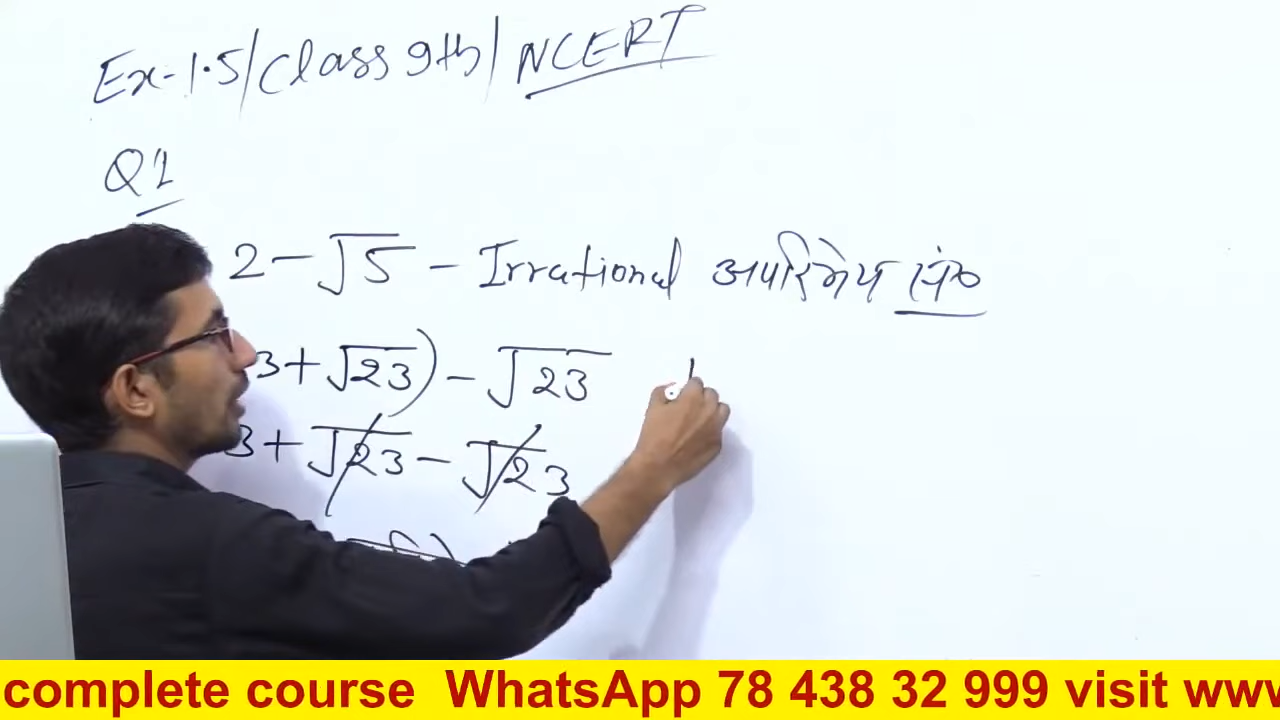 Ex-1.5/Class 9th/NCERT
Q1
2-√5 - Irrational अपरिमेय
3+√23) - √23
3+√23 - √23
complete course WhatsApp 78 438 32 999 visit www